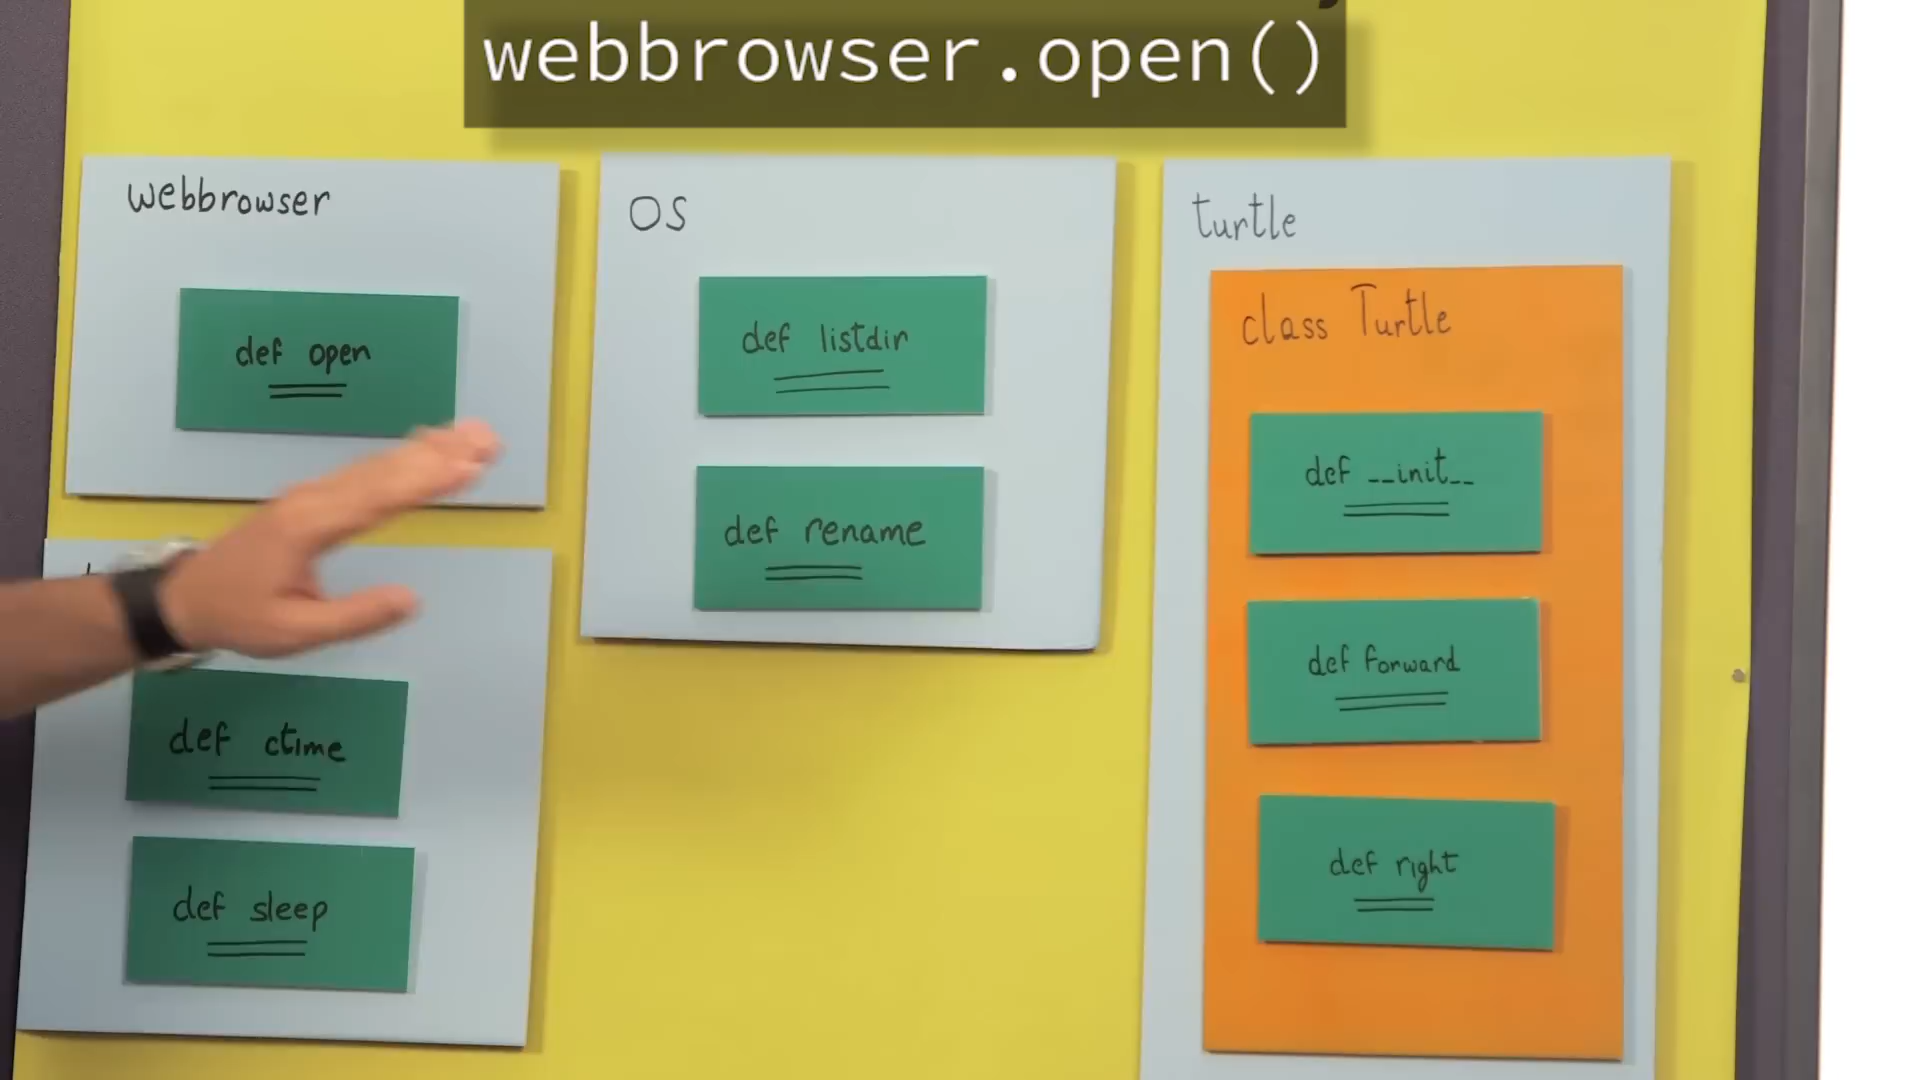 webbrowser.open()
webbrowser
def open
def ctime
def sleep
OS
def listdir
def rename
turtle
class Turtle
def __init__
def forward
def right